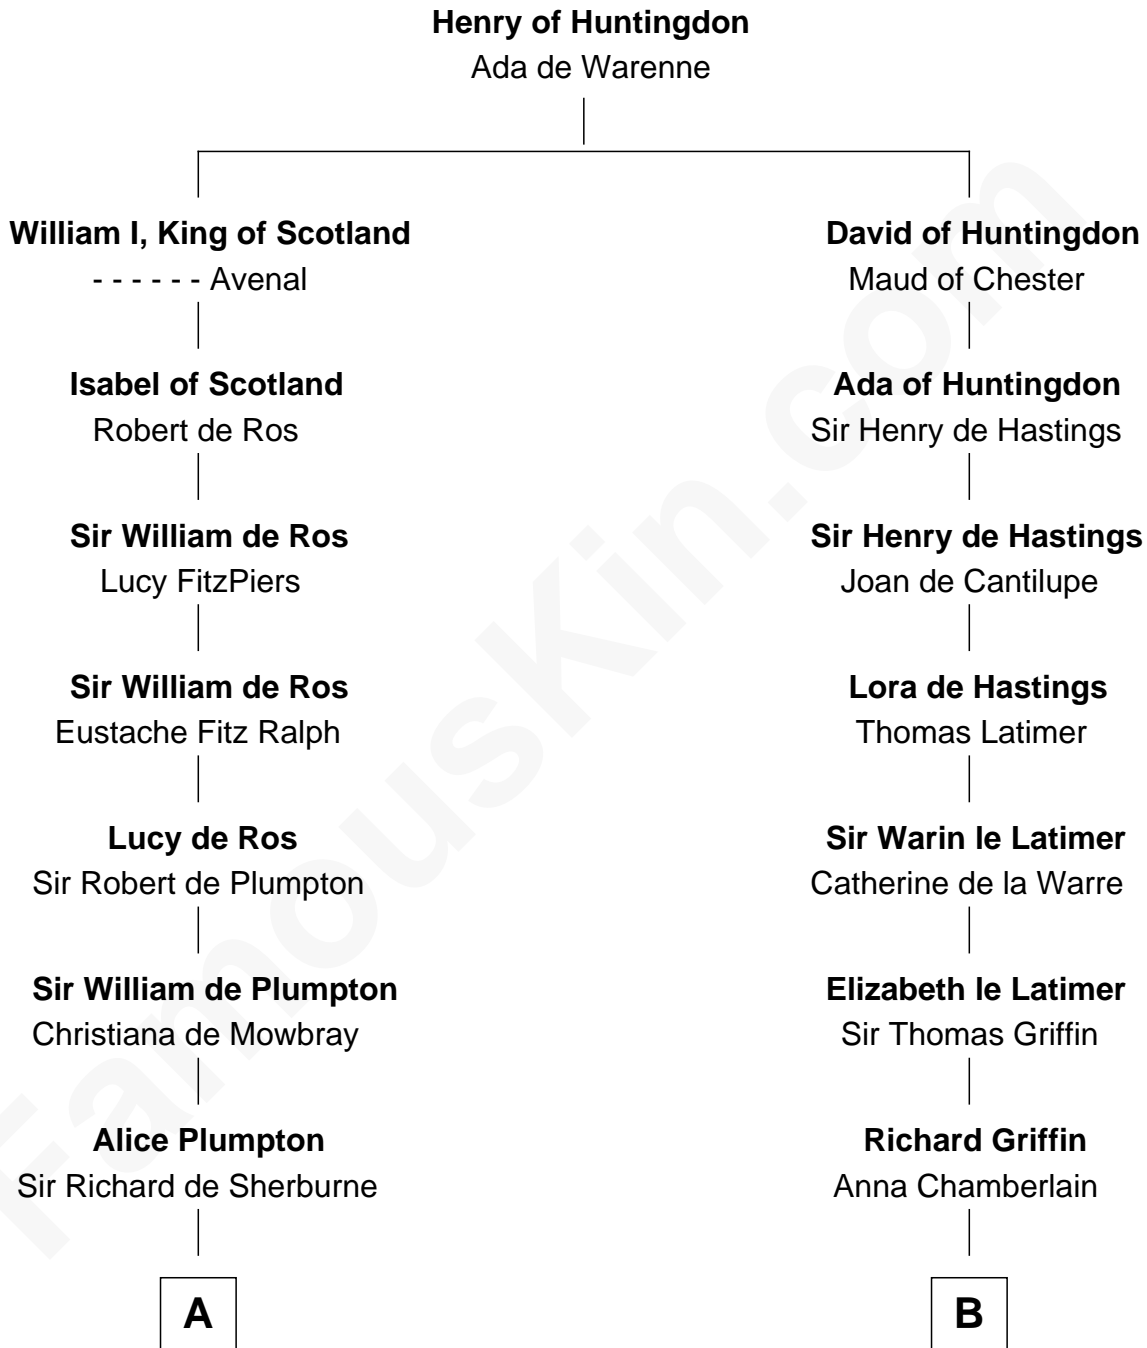 Henry of Huntingdon
Ada de Warenne
William I, King of Scotland
- - - - - - Avenal
David of Huntingdon
Maud of Chester
Isabel of Scotland
Robert de Ros
Ada of Huntingdon
Sir Henry de Hastings
Sir William de Ros
Lucy FitzPiers
Sir Henry de Hastings
Joan de Cantilupe
Sir William de Ros
Eustache Fitz Ralph
Lora de Hastings
Thomas Latimer
Lucy de Ros
Sir Robert de Plumpton
Sir Warin le Latimer
Catherine de la Warre
Sir William de Plumpton
Christiana de Mowbray
Elizabeth le Latimer
Sir Thomas Griffin
Alice Plumpton
Sir Richard de Sherburne
Richard Griffin
Anna Chamberlain
A
B
FamousKin.com